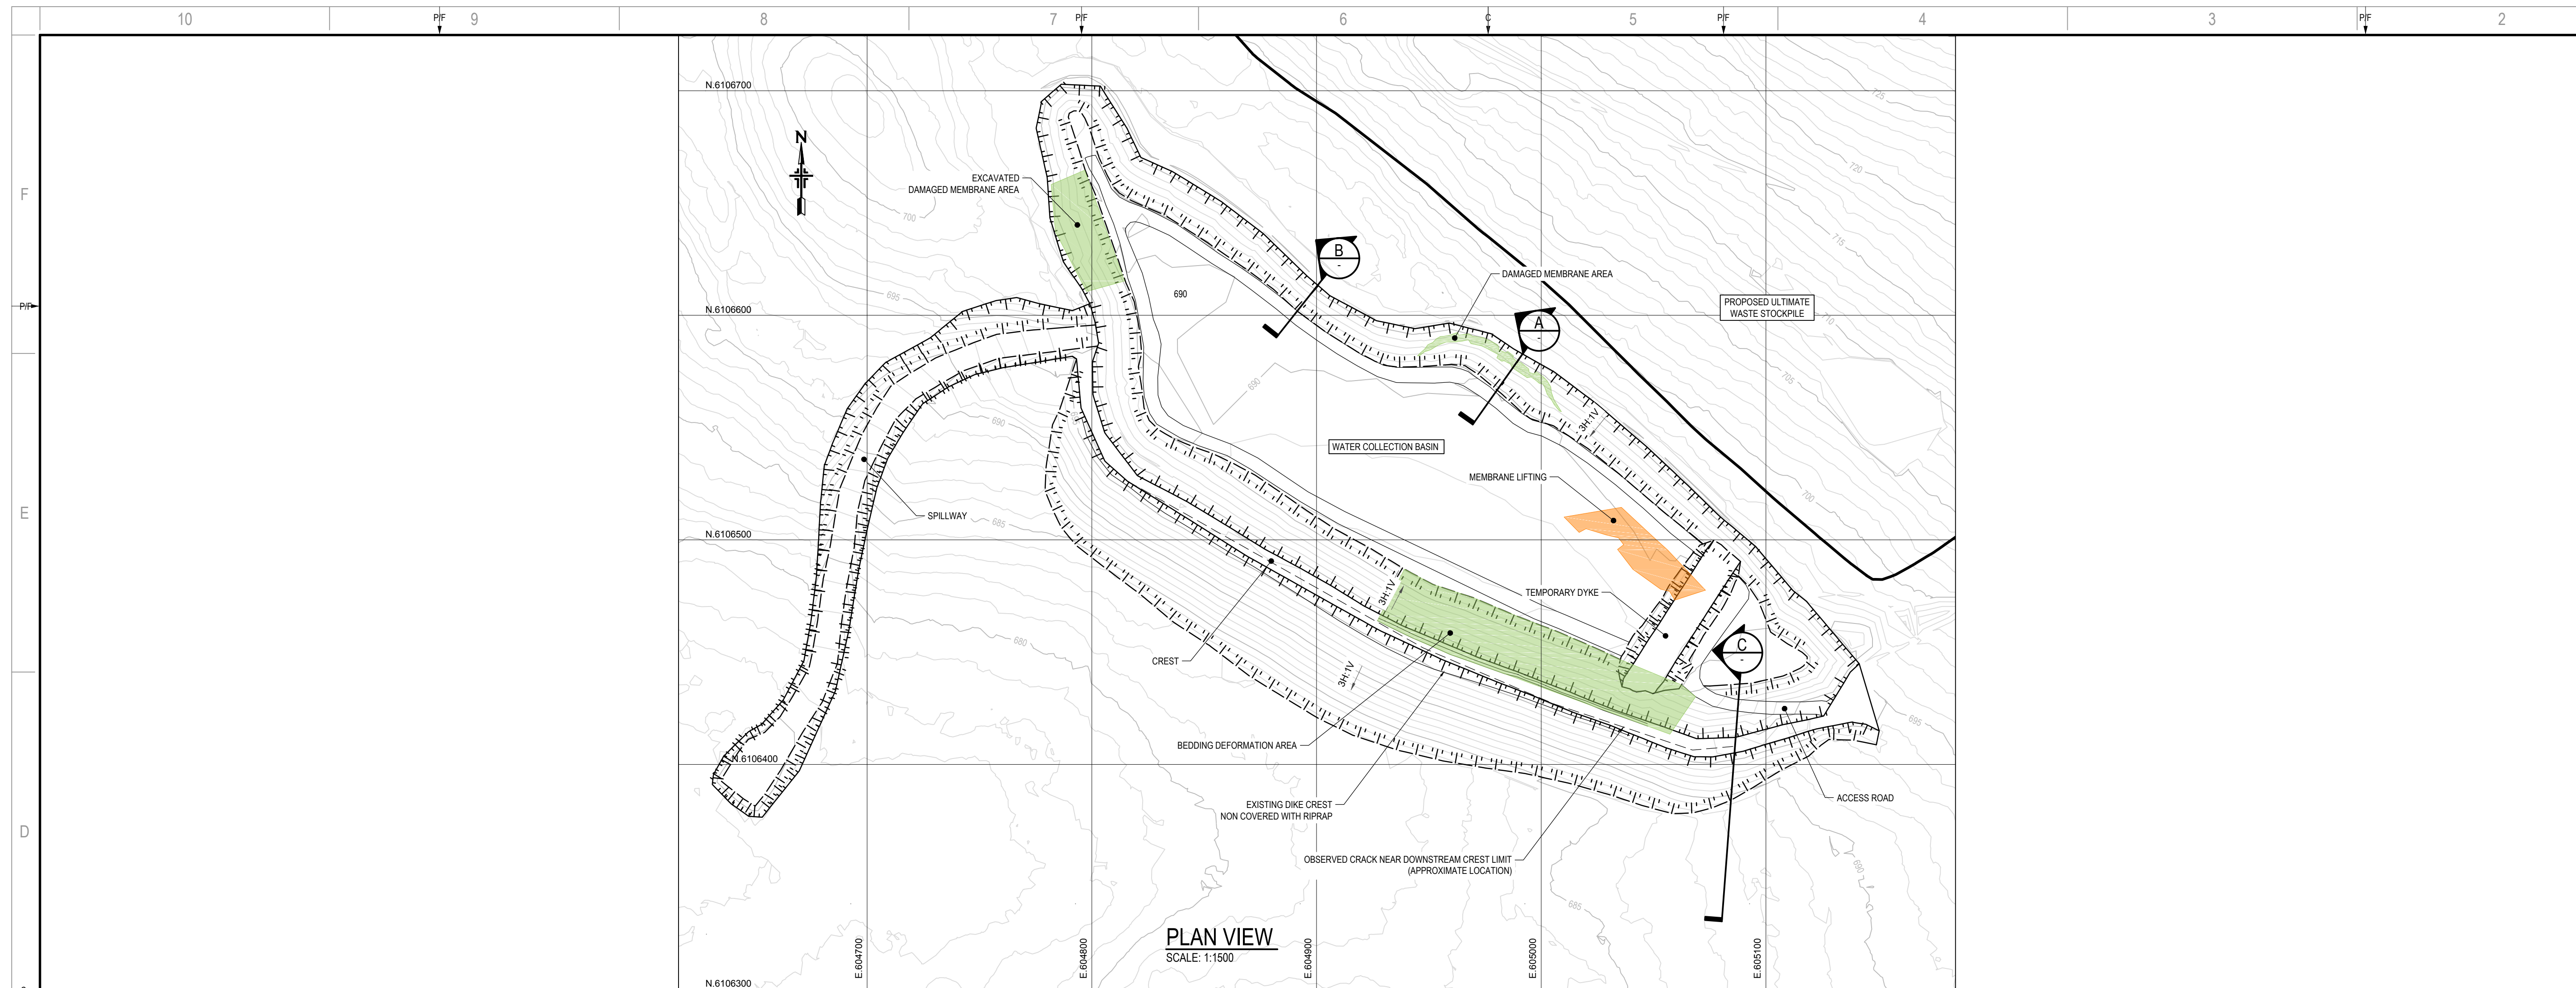 10
P/F
9
8
7
P/F
6
C
5
P/F
4
3
P/F
2
F
P/F
E
D
N.6106700
N
EXCAVATED
DAMAGED MEMBRANE AREA
700
725
720
715
710
705
700
B
-
DAMAGED MEMBRANE AREA
A
-
PROPOSED ULTIMATE
WASTE STOCKPILE
695
690
N.6106600
690
690
3H:1V
WATER COLLECTION BASIN
MEMBRANE LIFTING
SPILLWAY
685
N.6106500
3H:1V
TEMPORARY DYKE
680
CREST
C
-
3H:1V
695
BEDDING DEFORMATION AREA
N.6106400
EXISTING DIKE CREST
NON COVERED WITH RIPRAP
ACCESS ROAD
OBSERVED CRACK NEAR DOWNSTREAM CREST LIMIT
(APPROXIMATE LOCATION)
690
685
PLAN VIEW
SCALE: 1:1500
E.604700
E.604800
E.604900
E.605000
E.605100
N.6106300